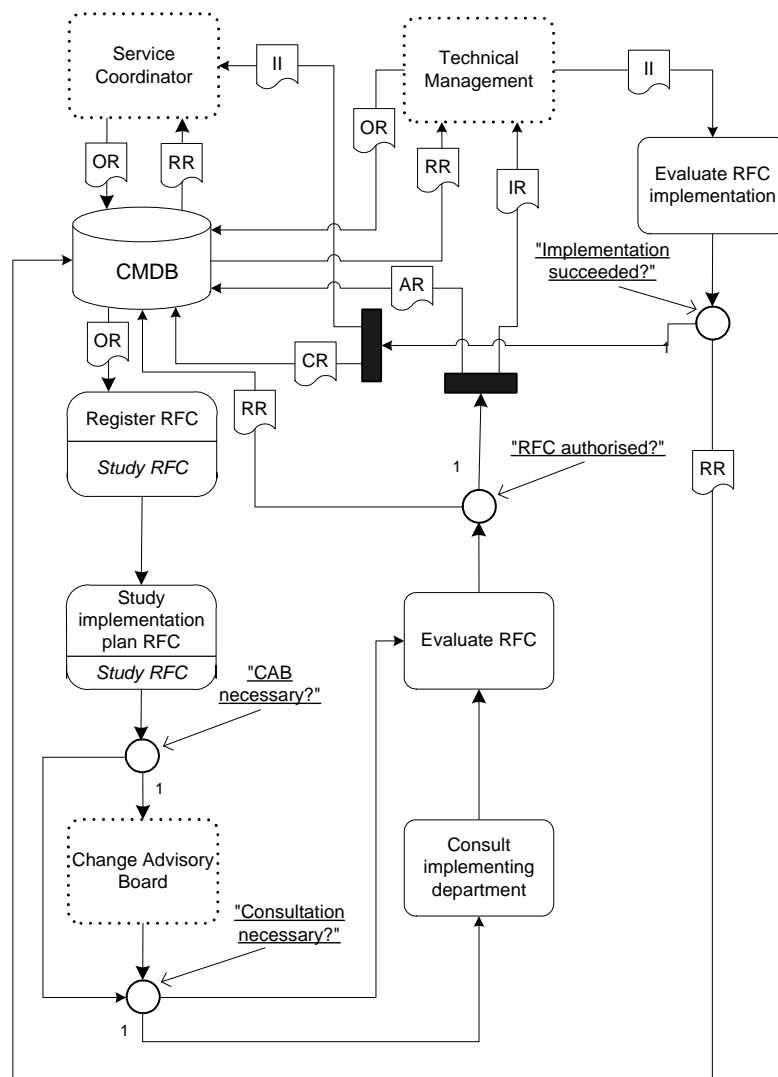 Service
Coordinator
II
Technical
Management
II
OR
RR
OR
RR
IR
Evaluate RFC
implementation
CMDB
"Implementation
succeeded?"
AR
OR
CR
1
RR
Register RFC
Study RFC
"RFC authorised?"
1
RR
Study
implementation
plan RFC
Study RFC
Evaluate RFC
"CAB
necessary?"
1
Change Advisory
Board
Consult
implementing
department
"Consultation
necessary?"
1